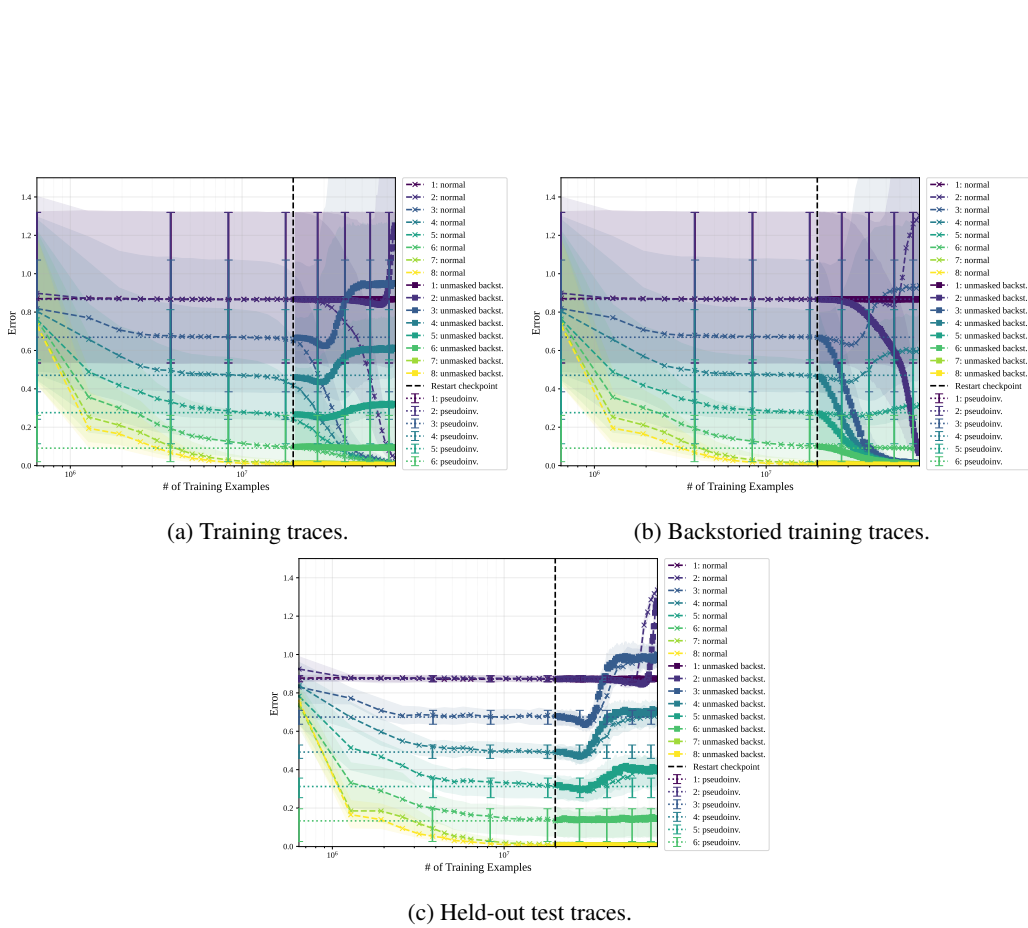 1.4
1.2
1.0
0.8
0.6
0.4
0.2
0.0
Error
10⁶
10⁷
# of Training Examples
1: normal
2: normal
3: normal
4: normal
5: normal
6: normal
7: normal
8: normal
1: unmasked backst.
2: unmasked backst.
3: unmasked backst.
4: unmasked backst.
5: unmasked backst.
6: unmasked backst.
7: unmasked backst.
8: unmasked backst.
Restart checkpoint
1: pseudoinv.
2: pseudoinv.
3: pseudoinv.
4: pseudoinv.
5: pseudoinv.
6: pseudoinv.
(a) Training traces.
1.4
1.2
1.0
0.8
0.6
0.4
0.2
0.0
Error
10⁶
10⁷
# of Training Examples
1: normal
2: normal
3: normal
4: normal
5: normal
6: normal
7: normal
8: normal
1: unmasked backst.
2: unmasked backst.
3: unmasked backst.
4: unmasked backst.
5: unmasked backst.
6: unmasked backst.
7: unmasked backst.
8: unmasked backst.
Restart checkpoint
1: pseudoinv.
2: pseudoinv.
3: pseudoinv.
4: pseudoinv.
5: pseudoinv.
6: pseudoinv.
(b) Backstoried training traces.
1.4
1.2
1.0
0.8
0.6
0.4
0.2
0.0
Error
10⁶
10⁷
# of Training Examples
1: normal
2: normal
3: normal
4: normal
5: normal
6: normal
7: normal
8: normal
1: unmasked backst.
2: unmasked backst.
3: unmasked backst.
4: unmasked backst.
5: unmasked backst.
6: unmasked backst.
7: unmasked backst.
8: unmasked backst.
Restart checkpoint
1: pseudoinv.
2: pseudoinv.
3: pseudoinv.
4: pseudoinv.
5: pseudoinv.
6: pseudoinv.
(c) Held-out test traces.